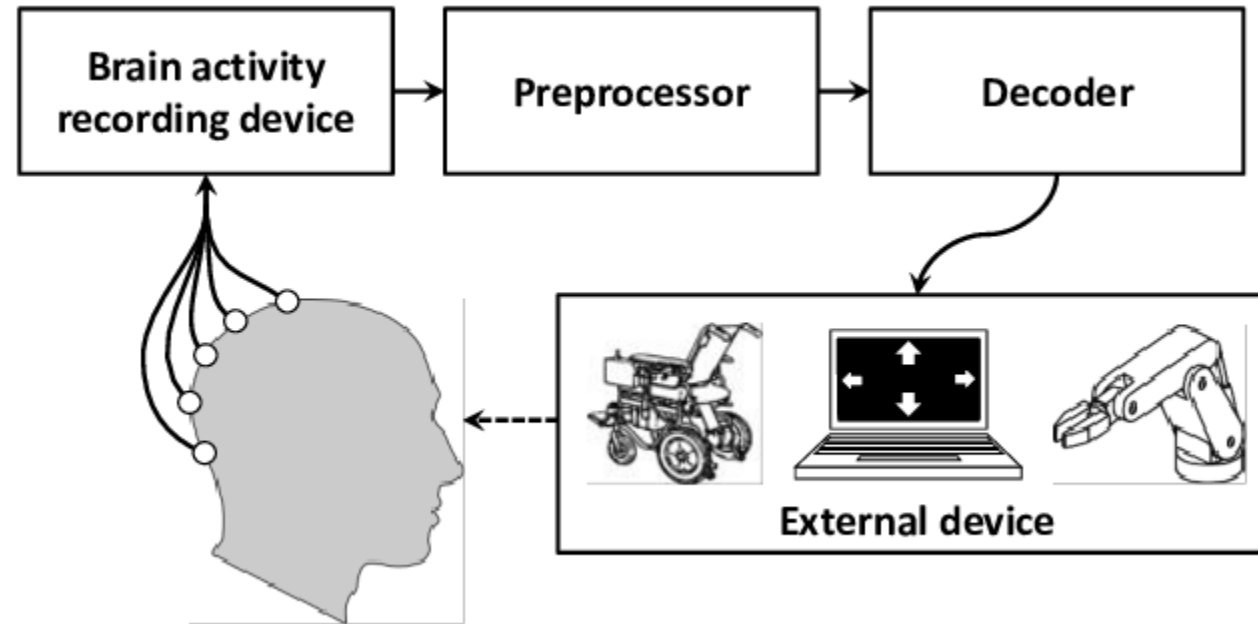 Brain activity
recording device
Preprocessor
Decoder
External device